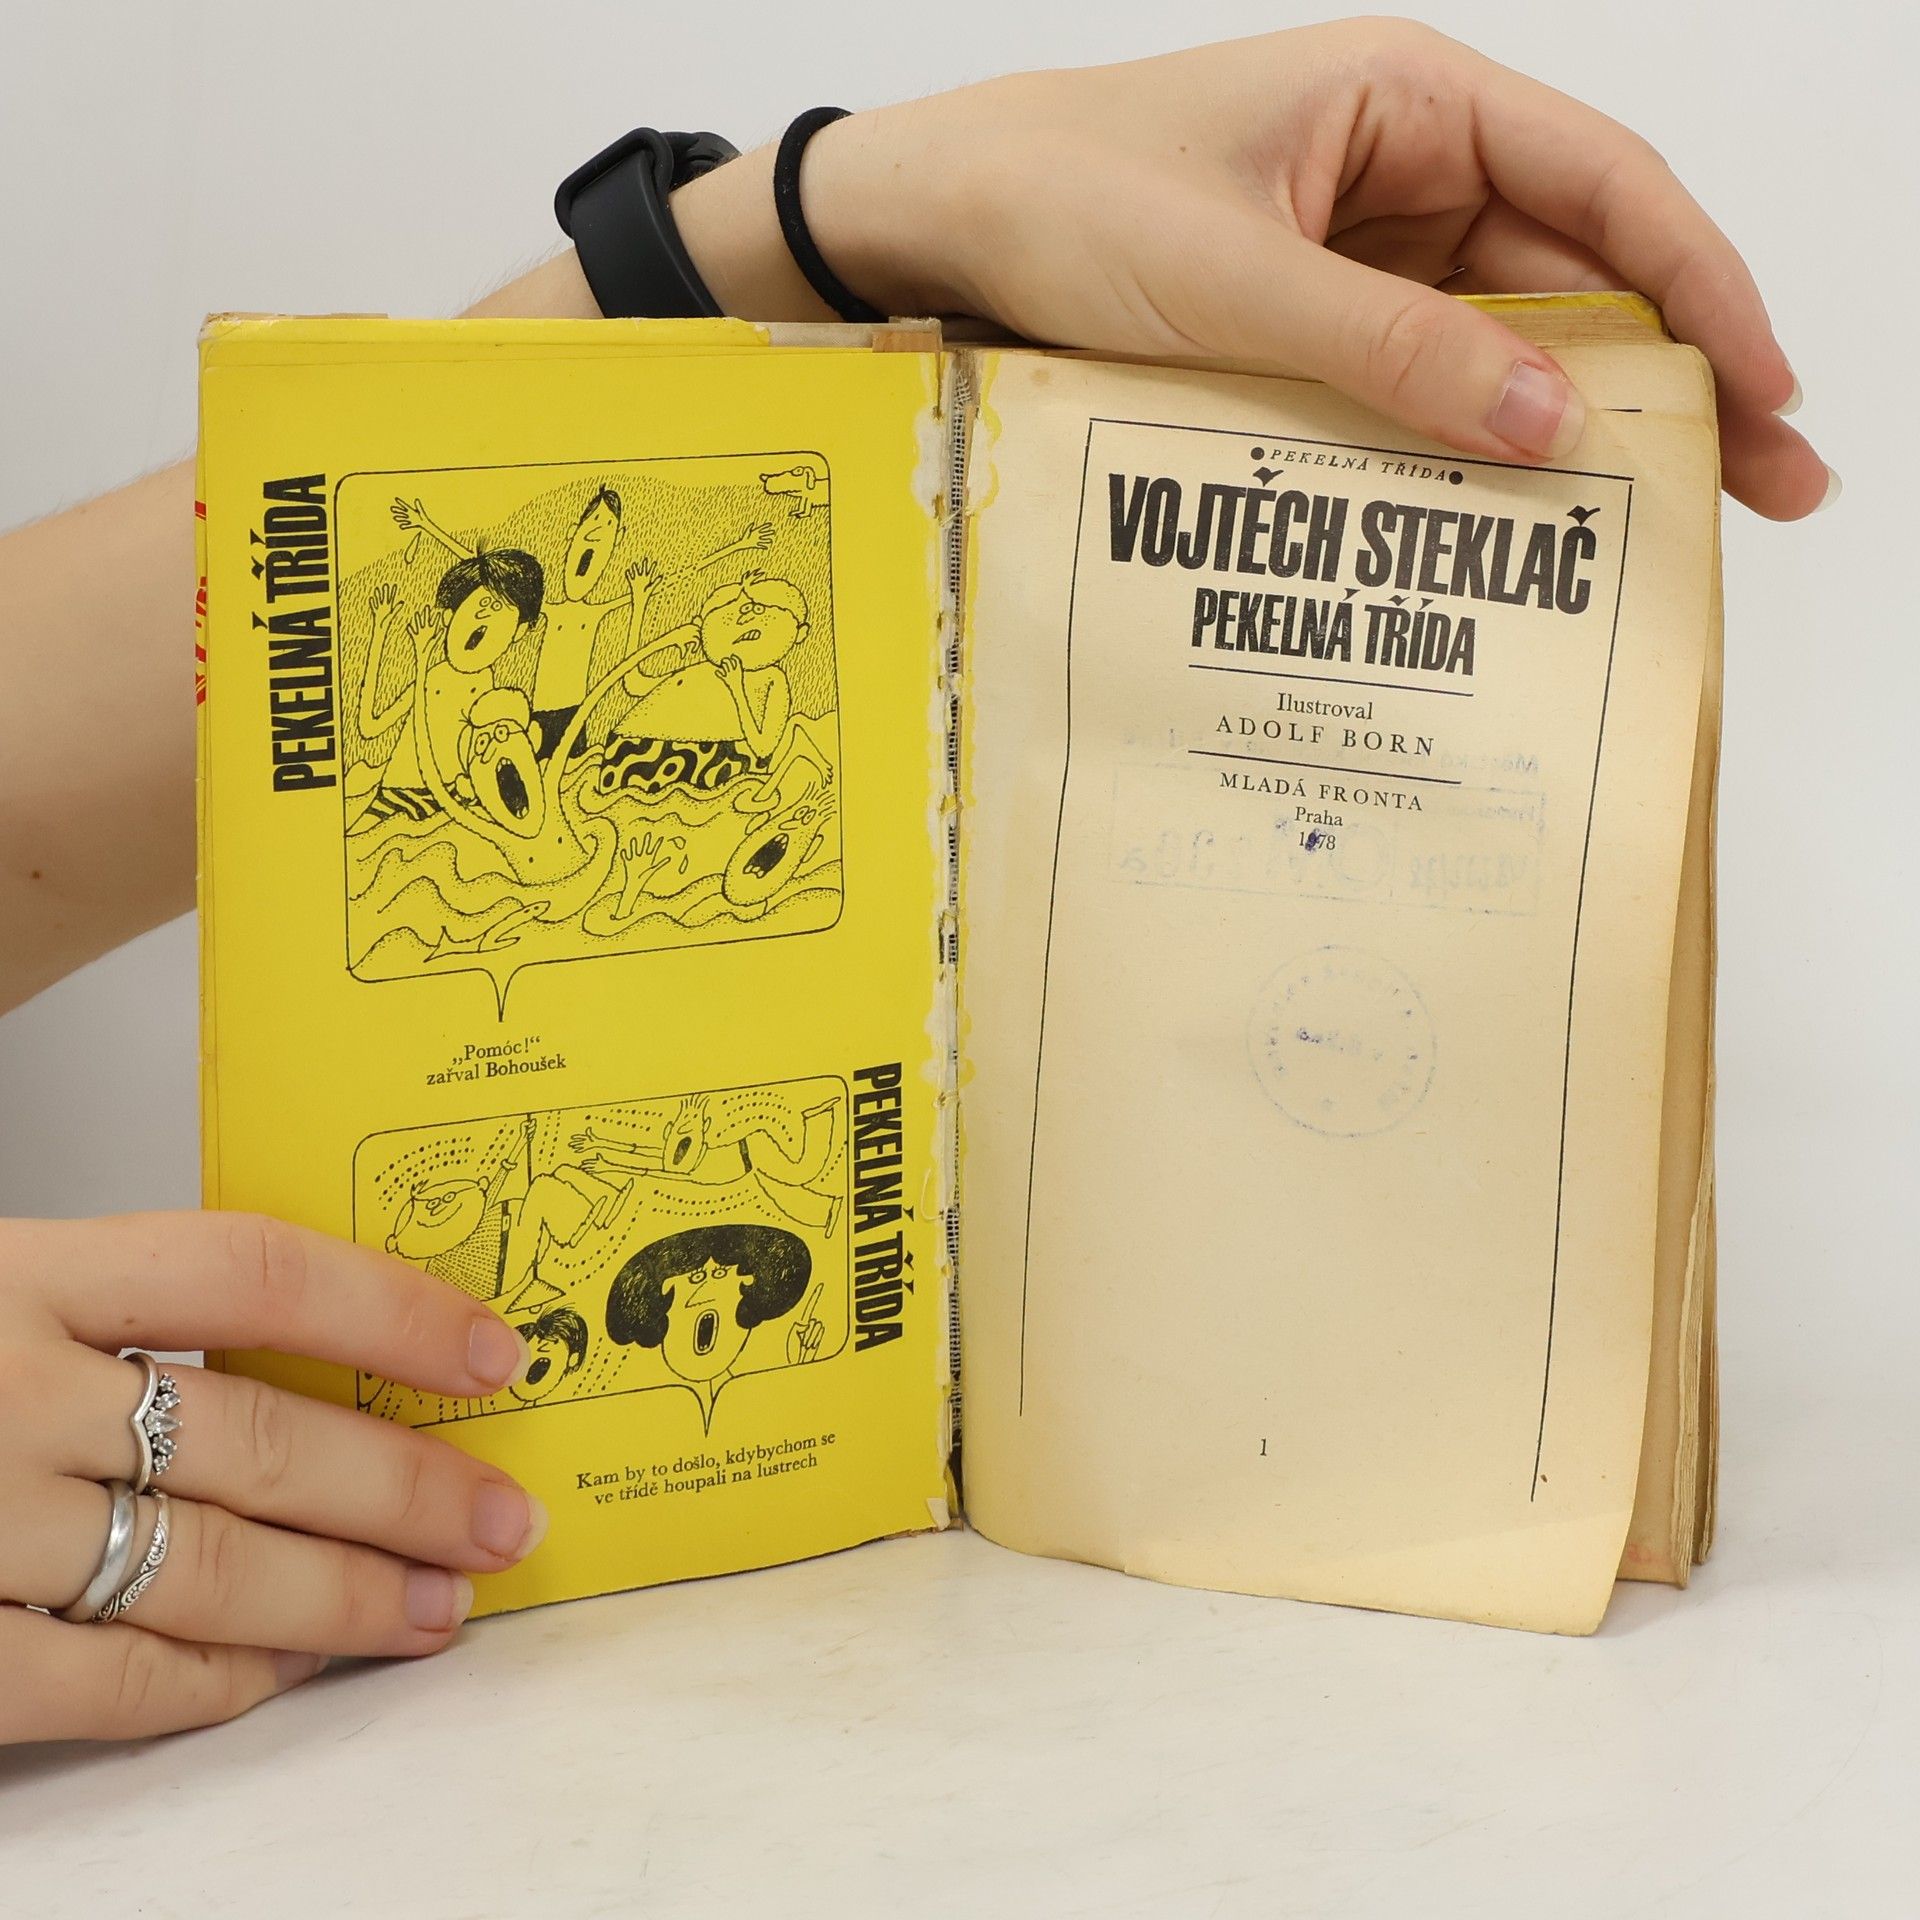 PEKELNÁ TŘÍDA
„Pomóc!“
zařval Bohoušek
PEKELNÁ TŘÍDA
Kam by to došlo, kdybychom se
ve třídě houpali na lustrech
●PEKELNÁ TŘÍDA●
VOJTĚCH STEKLAČ
PEKELNÁ TŘÍDA
Ilustroval
ADOLF BORN
MLADÁ FRONTA
Praha
1978
1